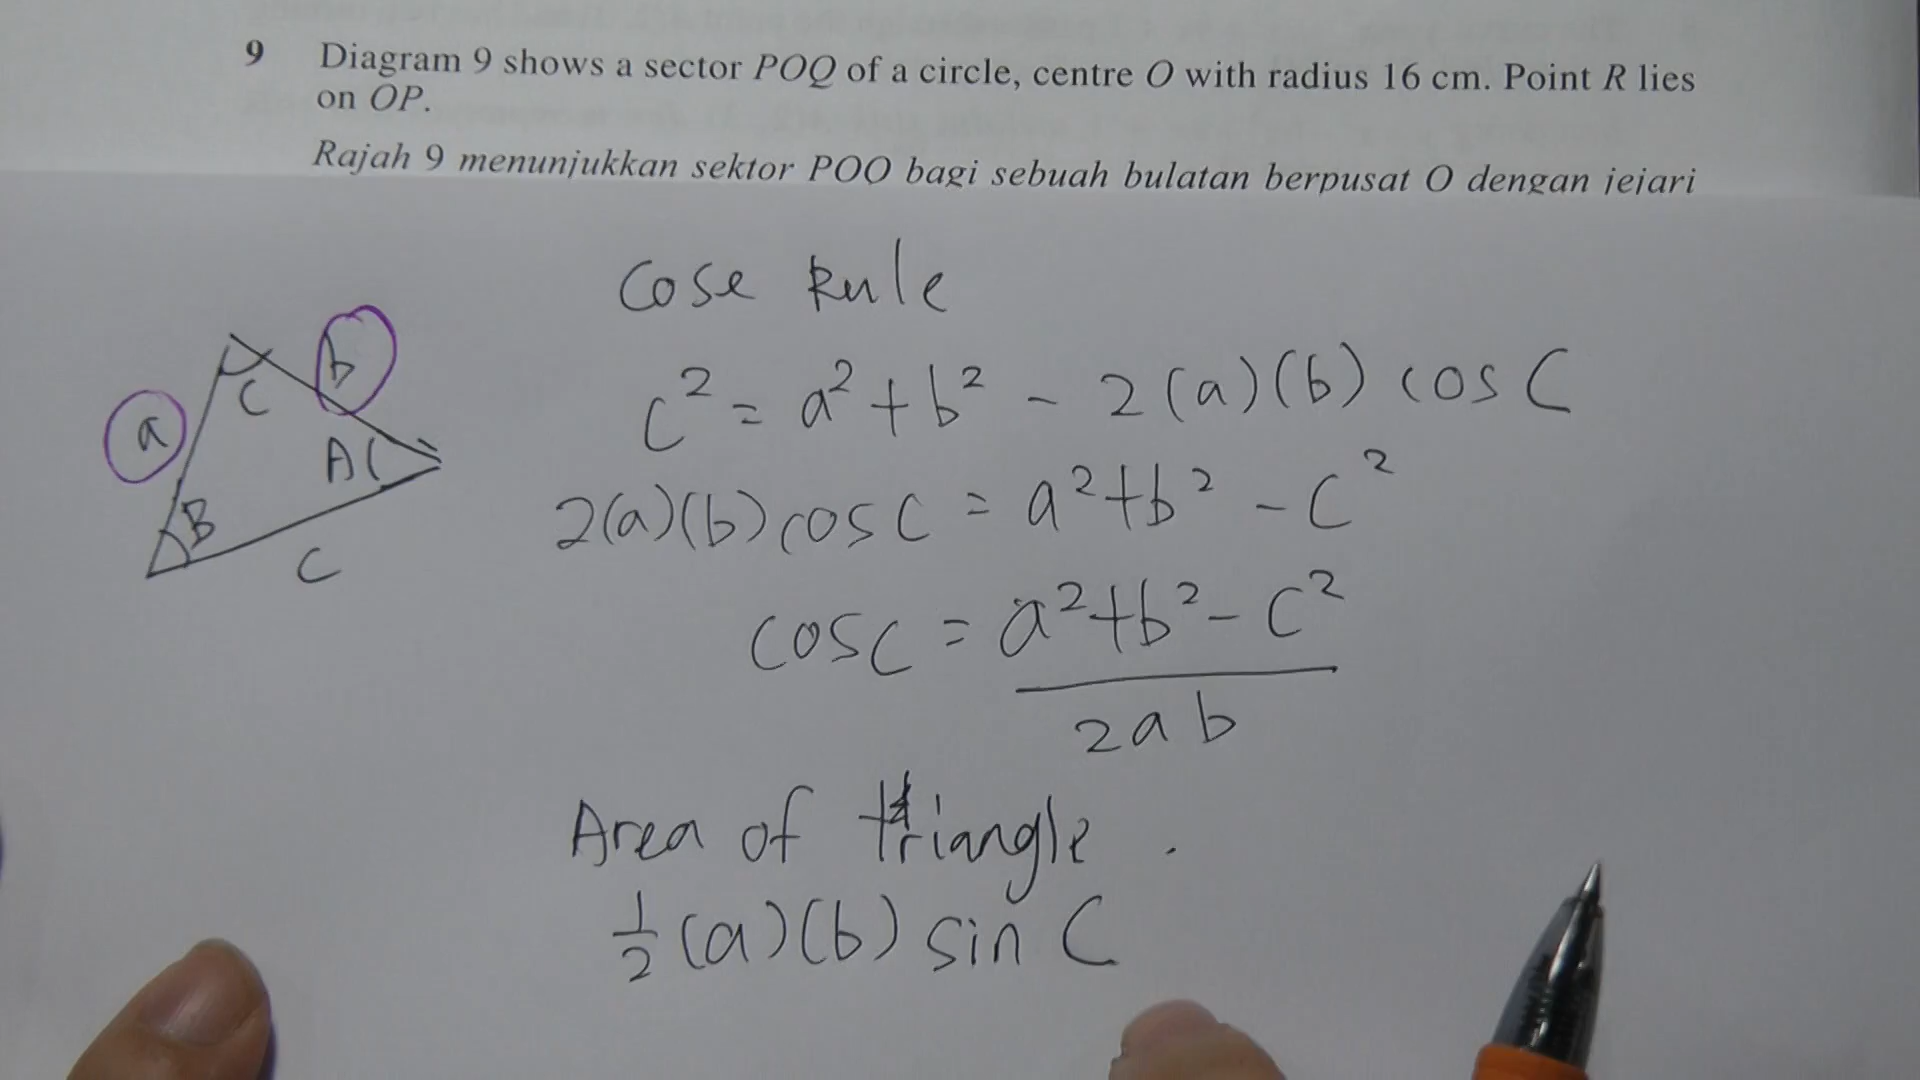 9 Diagram 9 shows a sector POQ of a circle, centre O with radius 16 cm. Point R lies
on OP.
Rajah 9 menunjukkan sektor POQ bagi sebuah bulatan berpusat O dengan jejari
Cose Rule
c² = a² + b² - 2(a)(b) cos C
2(a)(b) cos C = a² + b² - c²
cos C = a² + b² - c²
2ab
Area of triangle
½(a)(b) sin C
a
b
C
A
B
c